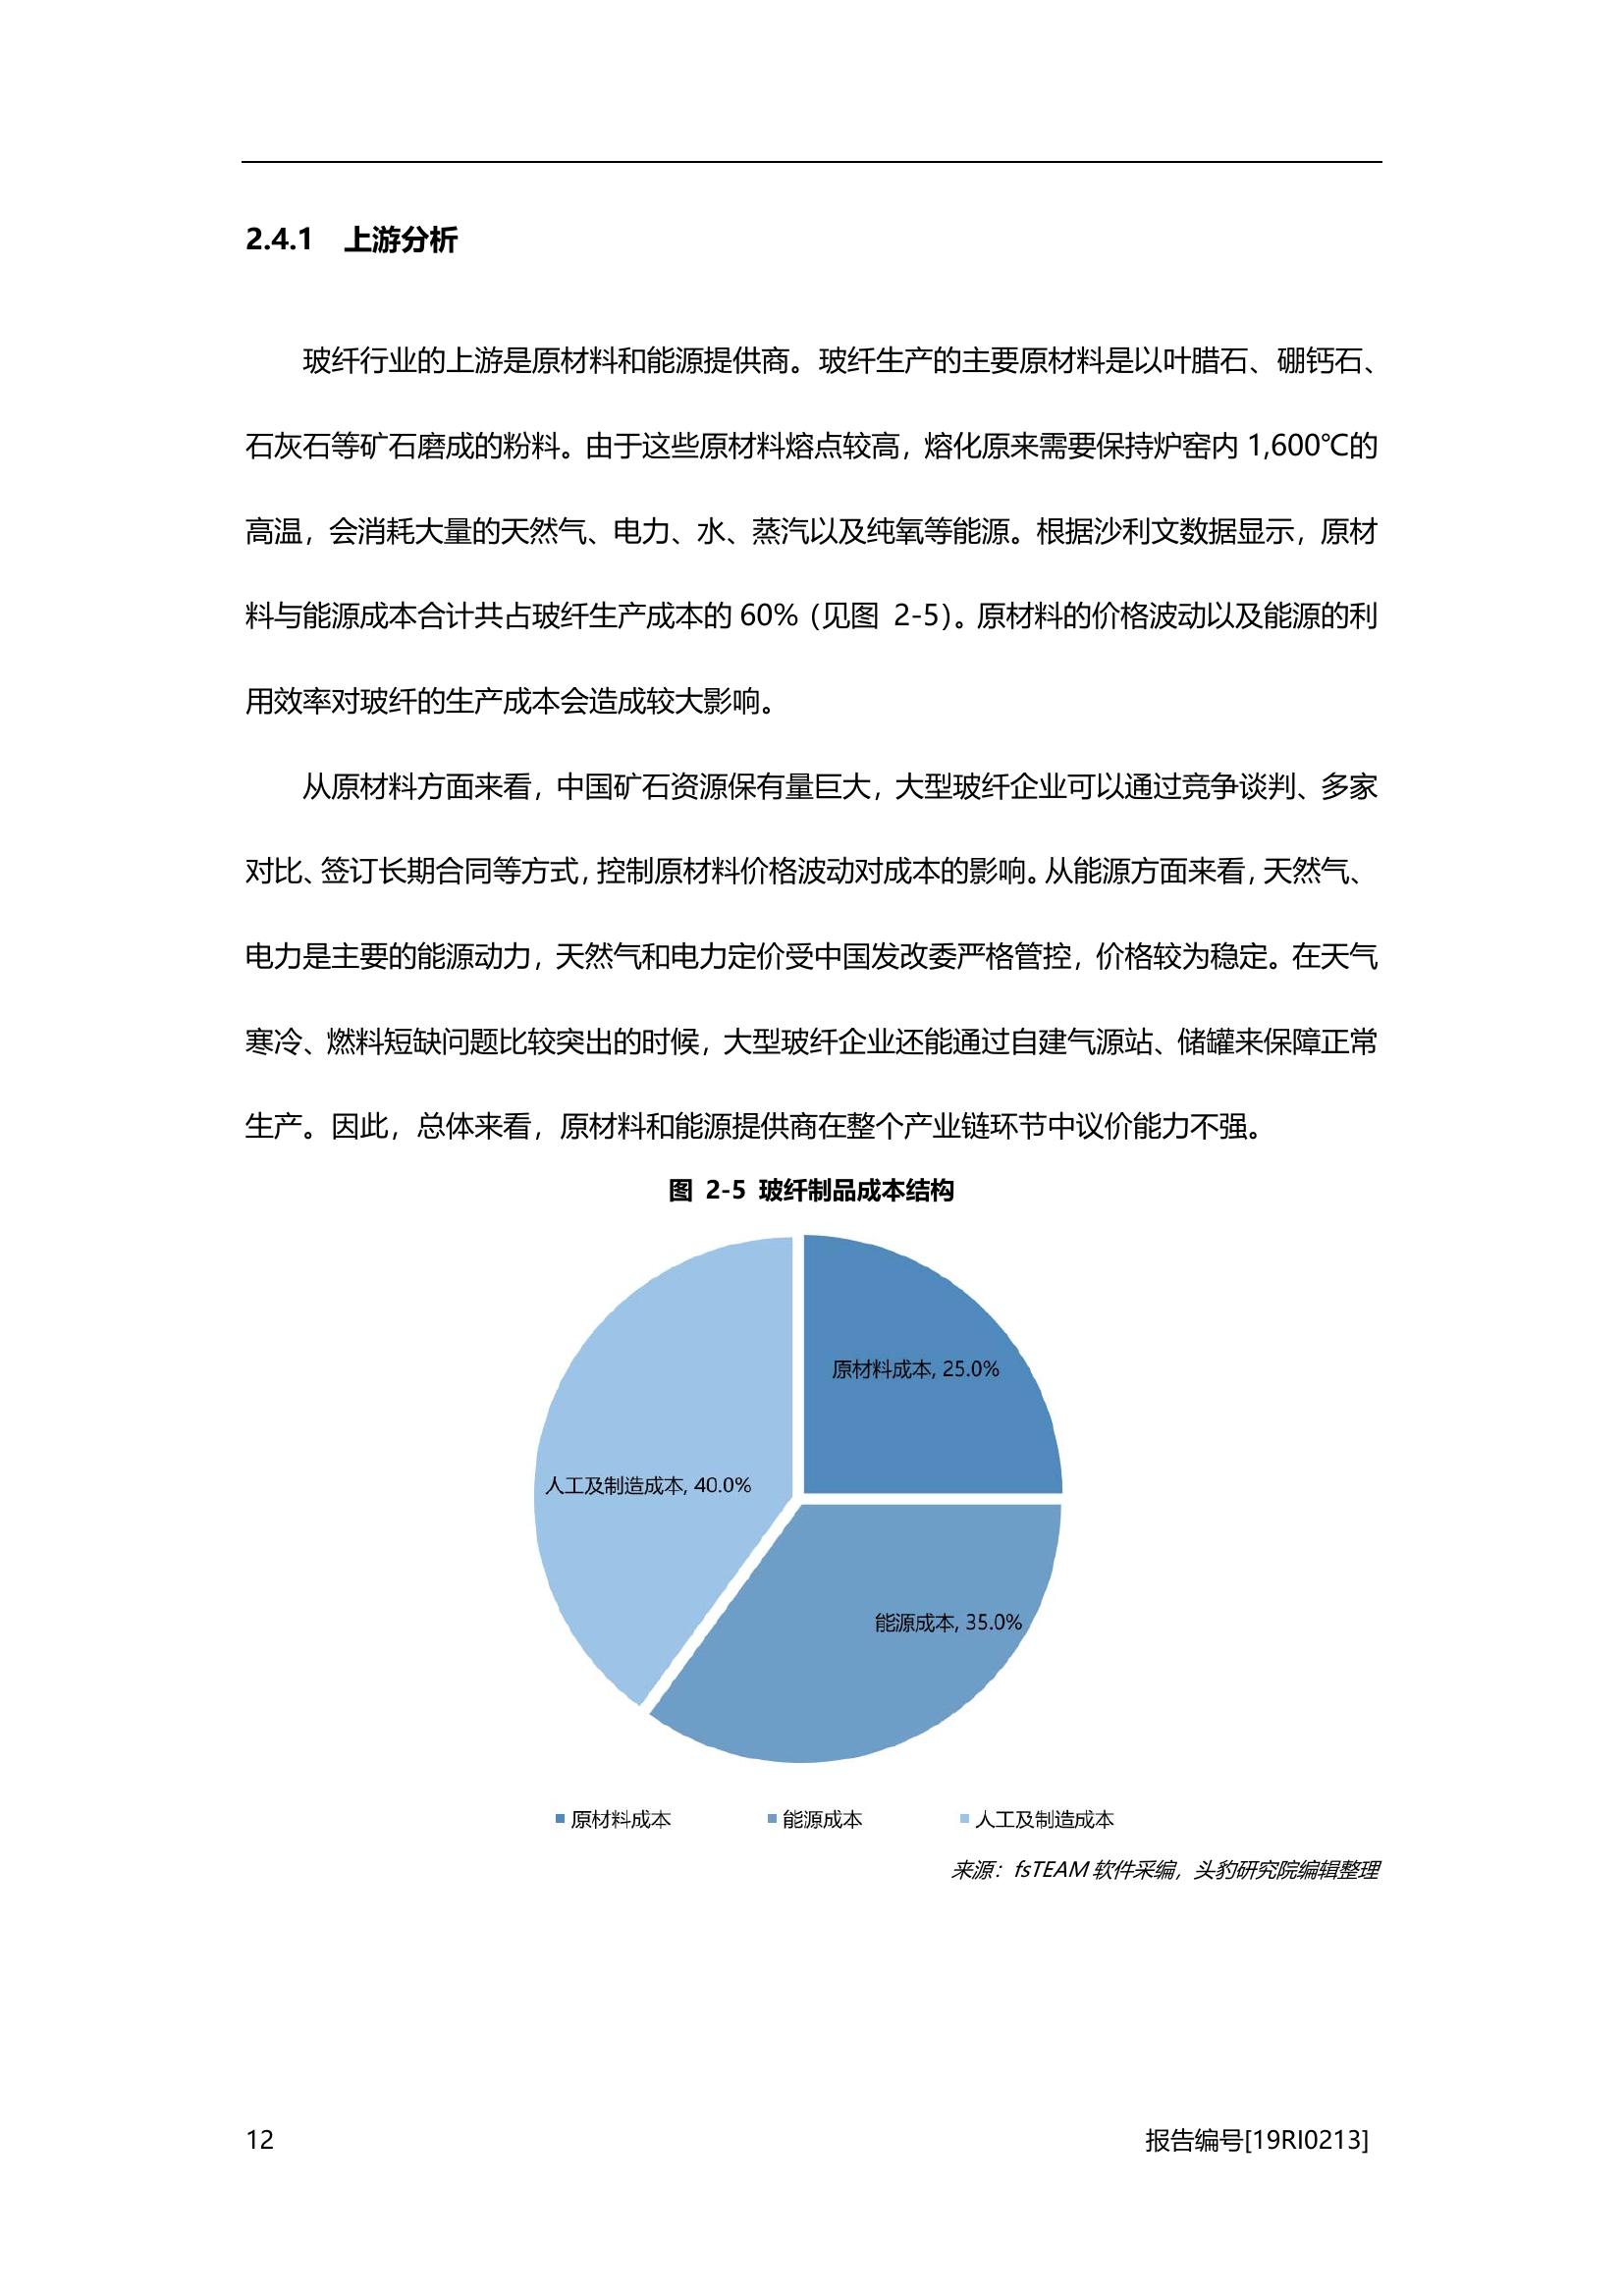 2.4.1 上游分析
玻纤行业的上游是原材料和能源提供商。玻纤生产的主要原材料是以叶腊石、硼钙石、
石灰石等矿石磨成的粉料。由于这些原材料熔点较高，熔化原来需要保持炉窑内 1,600℃的
高温，会消耗大量的天然气、电力、水、蒸汽以及纯氧等能源。根据沙利文数据显示，原材
料与能源成本合计共占玻纤生产成本的 60%（见图 2-5）。原材料的价格波动以及能源的利
用效率对玻纤的生产成本会造成较大影响。
从原材料方面来看，中国矿石资源保有量巨大，大型玻纤企业可以通过竞争谈判、多家
对比、签订长期合同等方式，控制原材料价格波动对成本的影响。从能源方面来看，天然气、
电力是主要的能源动力，天然气和电力定价受中国发改委严格管控，价格较为稳定。在天气
寒冷、燃料短缺问题比较突出的时候，大型玻纤企业还能通过自建气源站、储罐来保障正常
生产。因此，总体来看，原材料和能源提供商在整个产业链环节中议价能力不强。
图 2-5 玻纤制品成本结构
原材料成本, 25.0%
人工及制造成本, 40.0%
能源成本, 35.0%
原材料成本 能源成本 人工及制造成本
来源：fsTEAM 软件采编，头豹研究院编辑整理
12 报告编号[19RI0213]